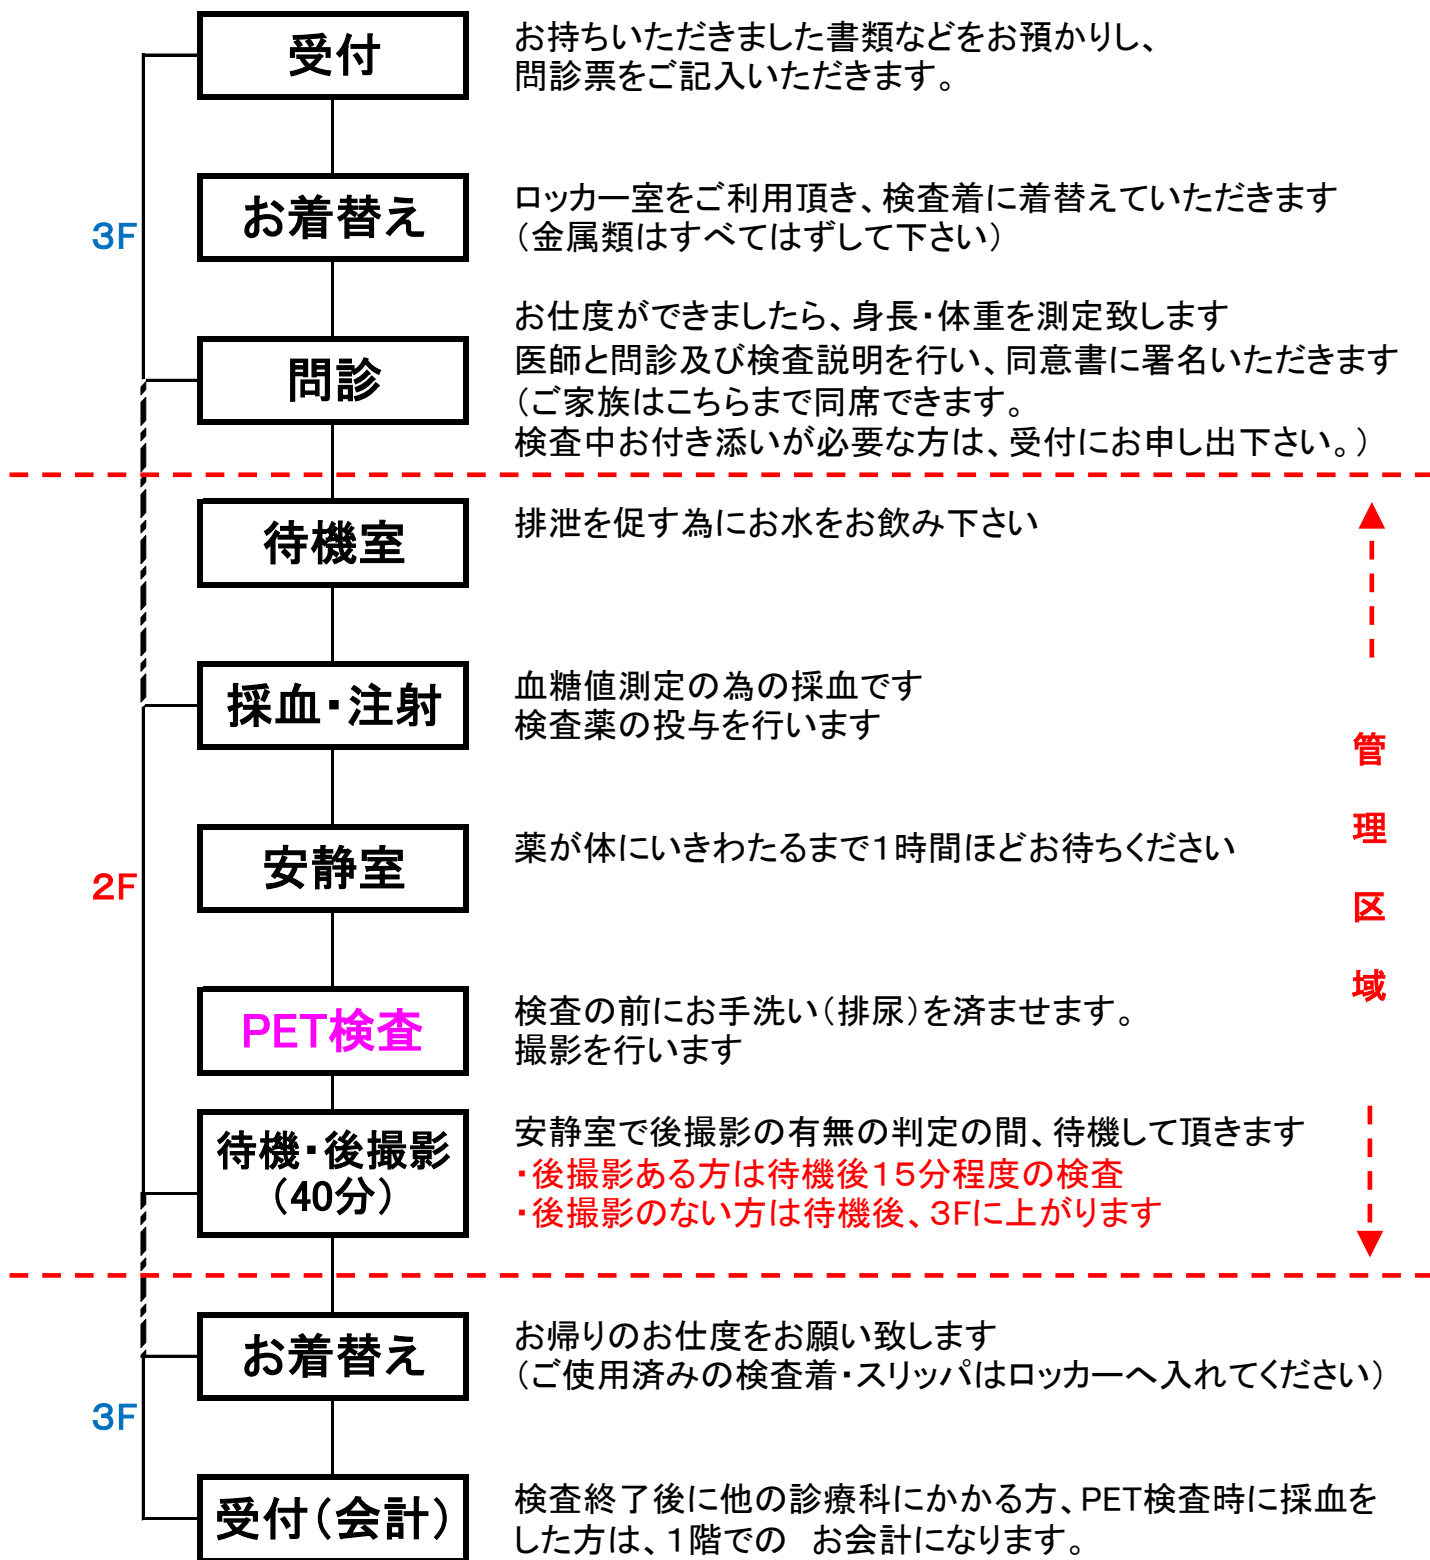 受付
お持ちいただきました書類などをお預かりし、
問診票をご記入いただきます。
3F
お着替え
ロッカー室をご利用頂き、検査着に着替えていただきます
（金属類はすべてはずして下さい）
問診
お仕度ができましたら、身長・体重を測定致します
医師と問診及び検査説明を行い、同意書に署名いただきます
（ご家族はこちらまで同席できます。
検査中お付き添いが必要な方は、受付にお申し出下さい。）
待機室
排泄を促す為にお水をお飲み下さい
採血・注射
血糖値測定の為の採血です
検査薬の投与を行います
管理区域
2F
安静室
薬が体にいきわたるまで１時間ほどお待ちください
PET検査
検査の前にお手洗い（排尿）を済ませます。
撮影を行います
待機・後撮影
（40分）
安静室で後撮影の有無の判定の間、待機して頂きます
・後撮影ある方は待機後１５分程度の検査
・後撮影のない方は待機後、3Fに上がります
3F
お着替え
お帰りのお仕度をお願い致します
（ご使用済みの検査着・スリッパはロッカーへ入れてください）
受付（会計）
検査終了後に他の診療科にかかる方、PET検査時に採血を
した方は、１階での　お会計になります。